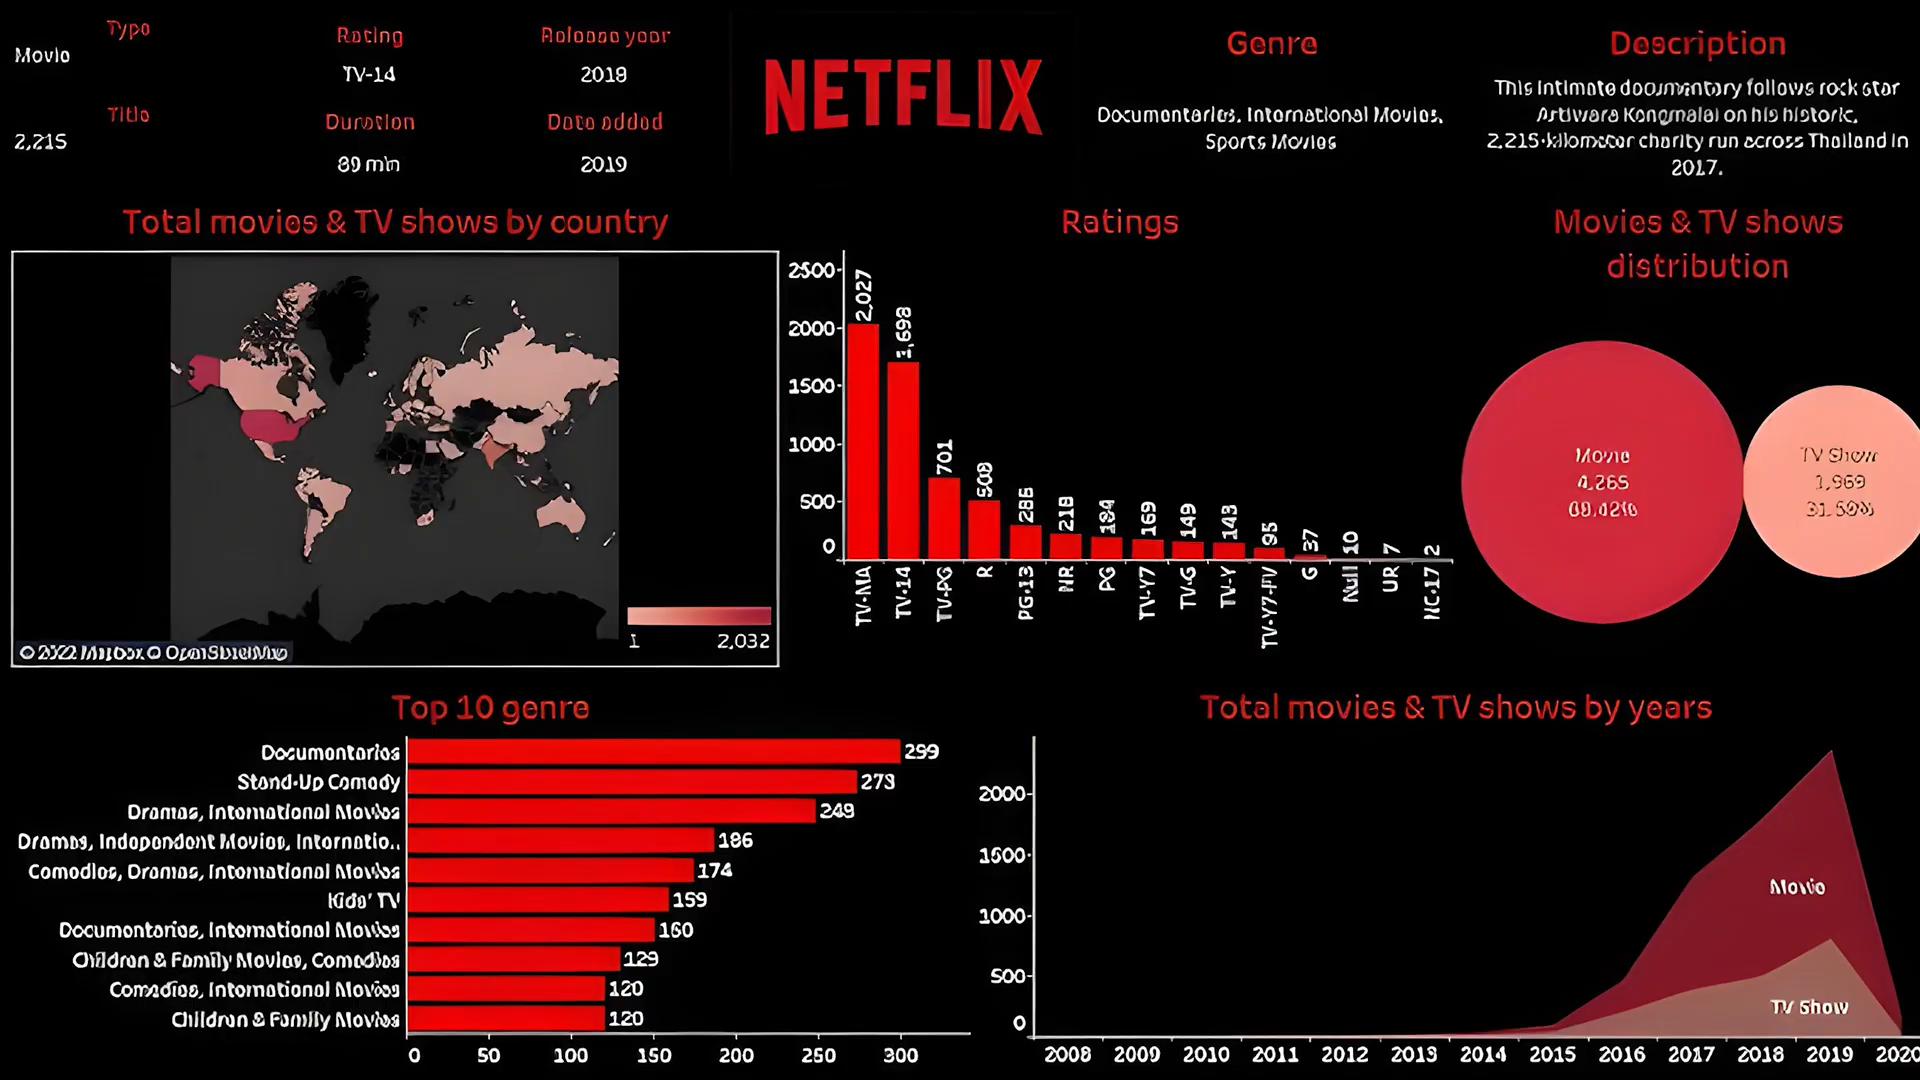 Type
Movie
Title
2,215
Rating
TV-14
Duration
89 min
Release year
2018
Date added
2019
NETFLIX
Genre
Documentaries, International Movies,
Sports Movies
Description
This intimate documentary follows rock star
Artiwara Kongmalai on his historic,
2,215-kilometer charity run across Thailand in
2017.
Total movies & TV shows by country
1
2,032
© 2022 Mapbox © OpenStreetMap
Ratings
2500
2000
1500
1000
500
0
2,027
1,698
701
508
286
218
184
169
149
143
95
37
10
7
2
TV-MA
TV-14
TV-PG
R
PG-13
NR
PG
TV-Y7
TV-G
TV-Y
TV-Y7-FV
G
Null
UR
NC-17
Movies & TV shows
distribution
Movie
4,265
TV Show
1,969
Top 10 genre
Documentaries 299
Stand-Up Comedy 273
Dramas, International Movies
Dramas, Independent Movies, Internatio.. 186
Comedies, Dramas, International Movies 174
Kids' TV 159
Documentaries, International Movies
Children & Family Movies, Comedies 129
Comedies, International Movies 120
Children & Family Movies 120
0 50 100 150 200 250 300
Total movies & TV shows by years
2000
1500
1000
500
0
Movie
TV Show
2008 2009 2010 2011 2012 2013 2014 2015 2016 2017 2018 2019 2020